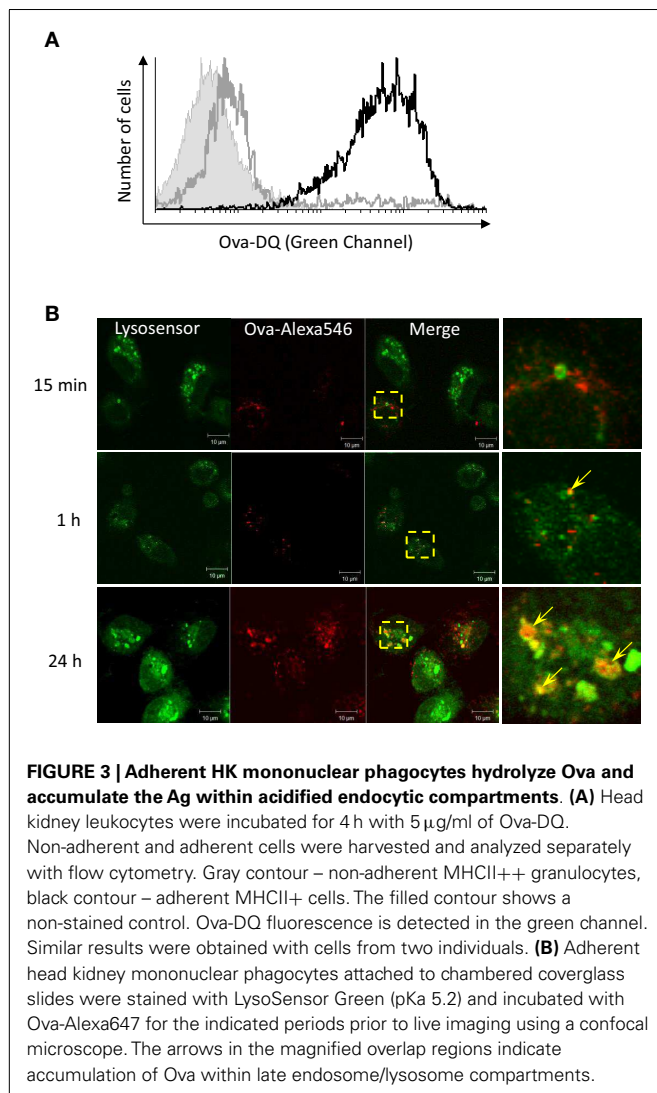 A
Number of cells
Ova-DQ (Green Channel)
B
Lysosensor
Ova-Alexa546
Merge
15 min
10 µm
10 µm
10 µm
1 h
10 µm
10 µm
10 µm
24 h
10 µm
10 µm
10 µm
FIGURE 3 | Adherent HK mononuclear phagocytes hydrolyze Ova and
accumulate the Ag within acidified endocytic compartments. (A) Head
kidney leukocytes were incubated for 4 h with 5 µg/ml of Ova-DQ.
Non-adherent and adherent cells were harvested and analyzed separately
with flow cytometry. Gray contour – non-adherent MHCII++ granulocytes,
black contour – adherent MHCII+ cells. The filled contour shows a
non-stained control. Ova-DQ fluorescence is detected in the green channel.
Similar results were obtained with cells from two individuals. (B) Adherent
head kidney mononuclear phagocytes attached to chambered coverglass
slides were stained with LysoSensor Green (pKa 5.2) and incubated with
Ova-Alexa647 for the indicated periods prior to live imaging using a confocal
microscope. The arrows in the magnified overlap regions indicate
accumulation of Ova within late endosome/lysosome compartments.